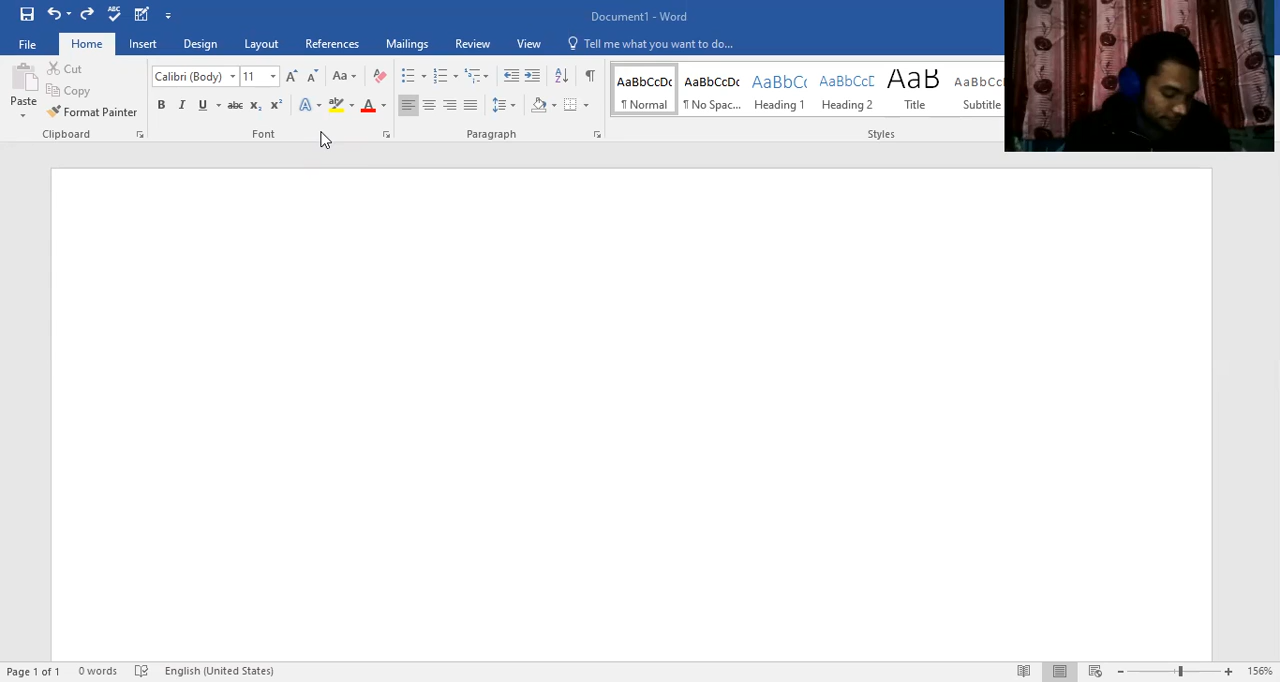 ABC
Document1 - Word
File Home Insert Design Layout References Mailings Review View Tell me what you want to do...
Paste
Cut
Copy
Format Painter
Clipboard
Calibri (Body) 11 A A Aa
B I U abc X₂ X² A ab A
Font
A Z ¶
Paragraph
AaBbCcDc AaBbCcDc AaBbCc AaBbCcD AaB AaBbCcD
¶ Normal ¶ No Spac... Heading 1 Heading 2 Title Subtitle
Styles
Page 1 of 1 0 words English (United States) 156%